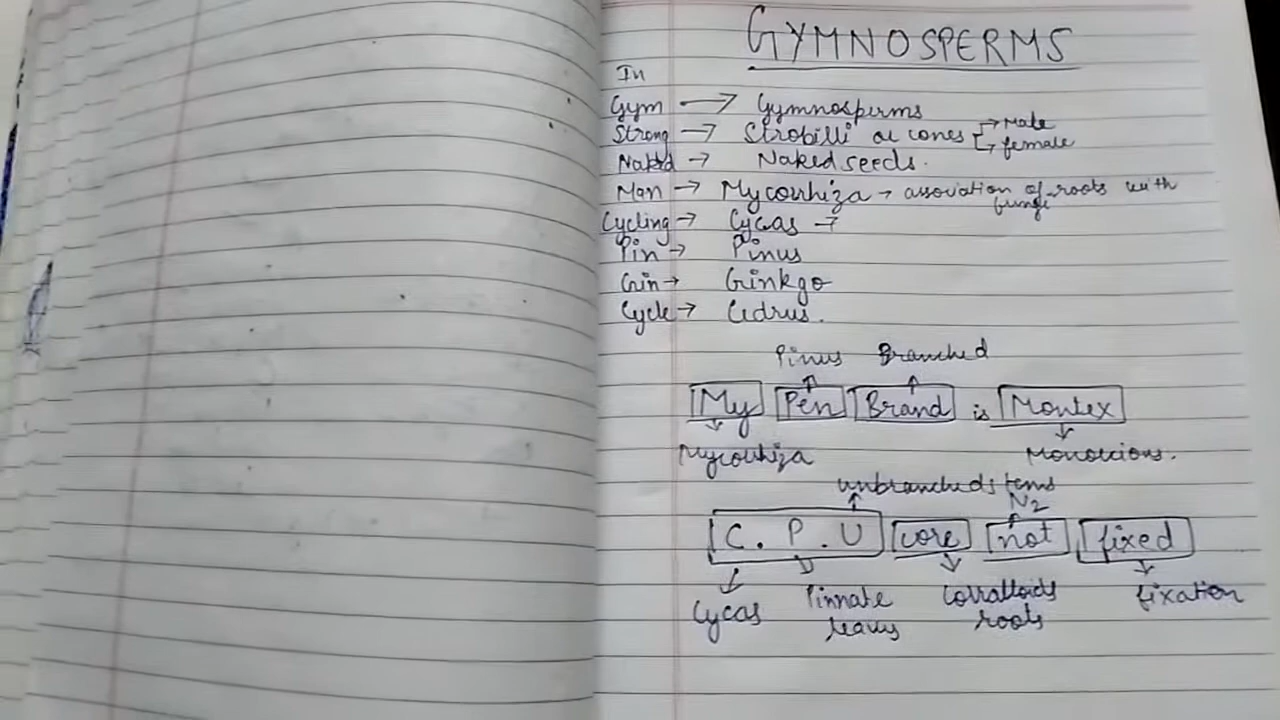 GYMNOSPERMS
In
Gym → Gymnosperms
Strong → Strobilli or cones → Male
→ female
Naked → Naked seeds.
Man → Mycorrhiza → association of roots with
fungi
Cycling → Cycas →
Pin → Pinus
Gin → Ginkgo
Cycle → Cedrus.
Pinus Branched
My Pen Brand is Montex
Mycorrhiza Monoecious.
unbranched stems
N2
C. P. U core not fixed
Cycas Pinnate leaves Corralloids roots fixation